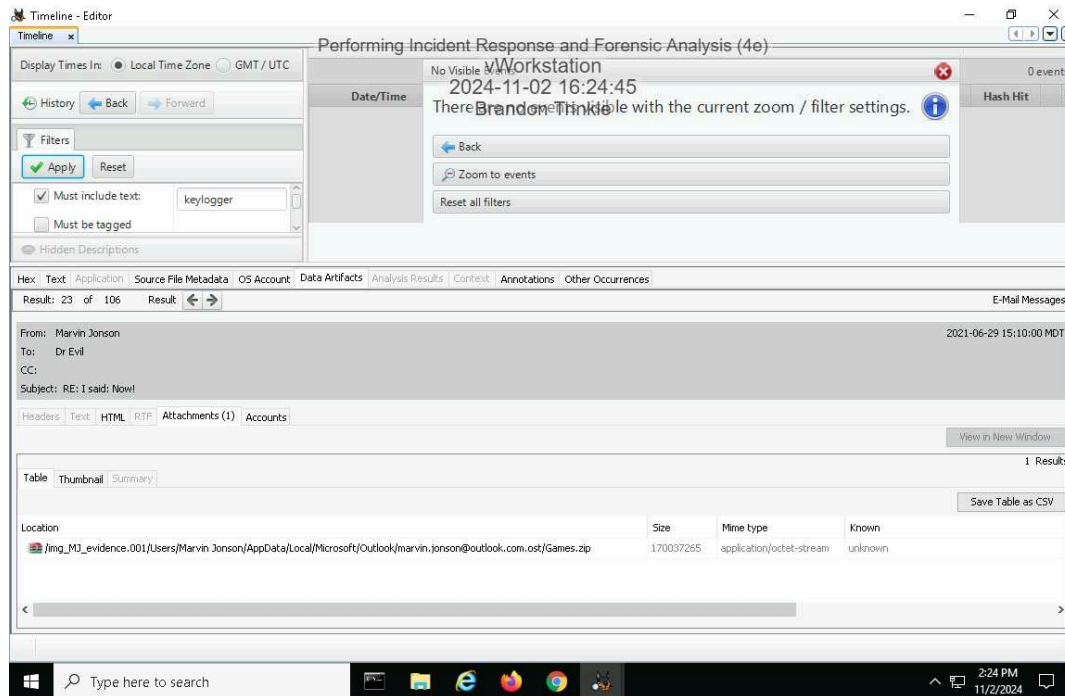 Timeline - Editor
Timeline x
Performing Incident Response and Forensic Analysis (4e)
vWorkstation
2024-11-02 16:24:45
Brandon Trinkle
Display Times In: Local Time Zone GMT / UTC
No Visible Events
0 event
History Back Forward
Date/Time
Hash Hit
There are no events visible with the current zoom / filter settings.
Filters
Back
Apply Reset
Zoom to events
Must include text: keylogger
Reset all filters
Must be tagged
Hidden Descriptions
Hex Text Application Source File Metadata OS Account Data Artifacts Analysis Results Context Annotations Other Occurrences
Result: 23 of 106 Result E-Mail Messages
From: Marvin Jonson 2021-06-29 15:10:00 MDT
To: Dr Evil
CC:
Subject: RE: I said: Now!
Headers Text HTML RTF Attachments (1) Accounts
View in New Window
1 Result
Table Thumbnail Summary
Save Table as CSV
Location Size Mime type Known
/img_MJ_evidence.001/Users/Marvin Jonson/AppData/Local/Microsoft/Outlook/marvin.jonson@outlook.com.ost/Games.zip 170037265 application/octet-stream unknown
Type here to search
2:24 PM
11/2/2024